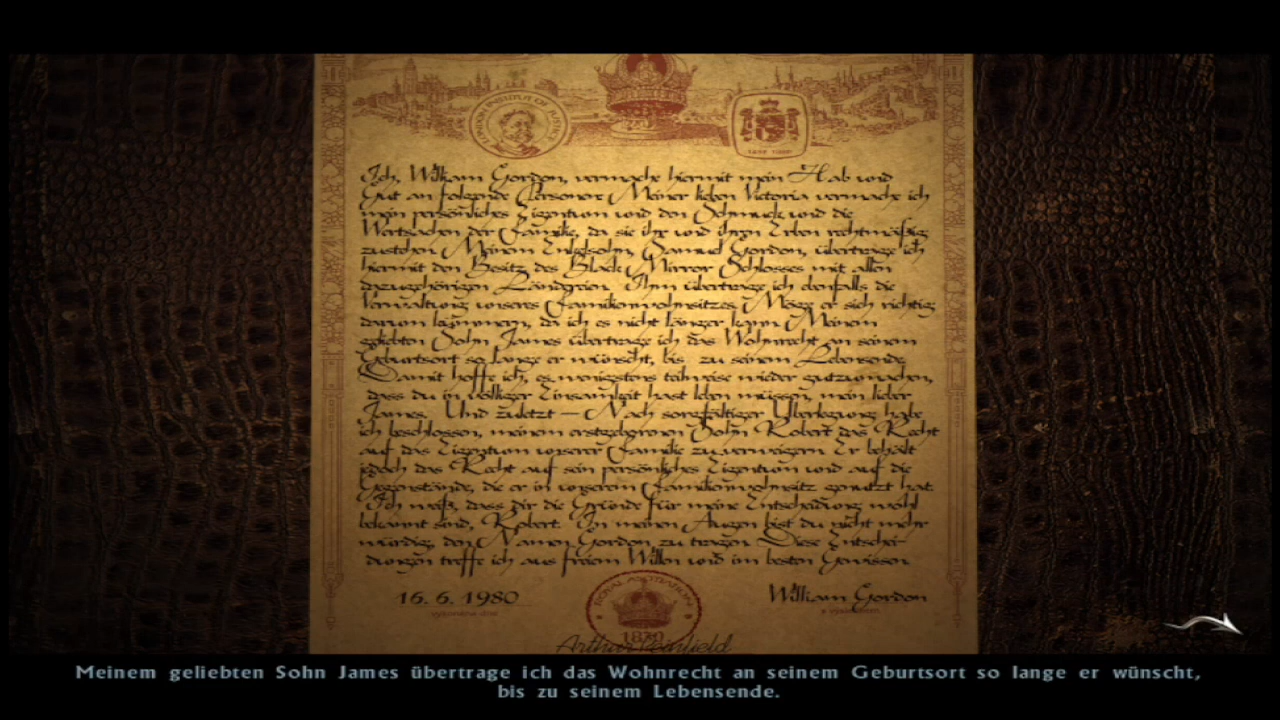 Ich, William Gordon, vermache hiermit mein Hab und
Gut an folgende Personen: Meiner lieben Victoria vermache ich
mein persönliches Eigentum und den Schmuck und die
Wertsachen der Familie, da sie ihr und ihren Erben rechtmäßig
zustehen. Meinem Enkelsohn, Samuel Gordon, übertrage ich
hiermit den Besitz des Black Mirror Schlosses mit allen
dazugehörigen Ländereien. Ihm übertrage ich ebenfalls die
Verwaltung unseres Familienwohnsitzes. Möge er sich richtig
darum kümmern, da ich es nicht länger kann. Meinem
geliebten Sohn James übertrage ich das Wohnrecht an seinem
Geburtsort so lange er wünscht, bis zu seinem Lebensende.
Damit hoffe ich, es wenigstens teilweise wieder gutzumachen,
dass du in völliger Einsamkeit hast leben müssen, mein lieber
James. Und zuletzt – Nach sorgfältiger Überlegung habe
ich beschlossen, meinem erstgeborenen Sohn Robert das Recht
auf das Eigentum unserer Familie zu verweigern. Er behält
jedoch das Recht auf sein persönliches Eigentum und auf die
Gegenstände, die er in unserem Familienwohnsitz genutzt hat.
Ich weiß, dass dir die Gründe für meine Entscheidung wohl
bekannt sind, Robert. In meinen Augen bist du nicht mehr
würdig, den Namen Gordon zu tragen. Diese Entschei-
dungen treffe ich aus freiem Willen und im besten Gewissen.
16. 6. 1980
William Gordon
1870
Meinem geliebten Sohn James übertrage ich das Wohnrecht an seinem Geburtsort so lange er wünscht,
bis zu seinem Lebensende.